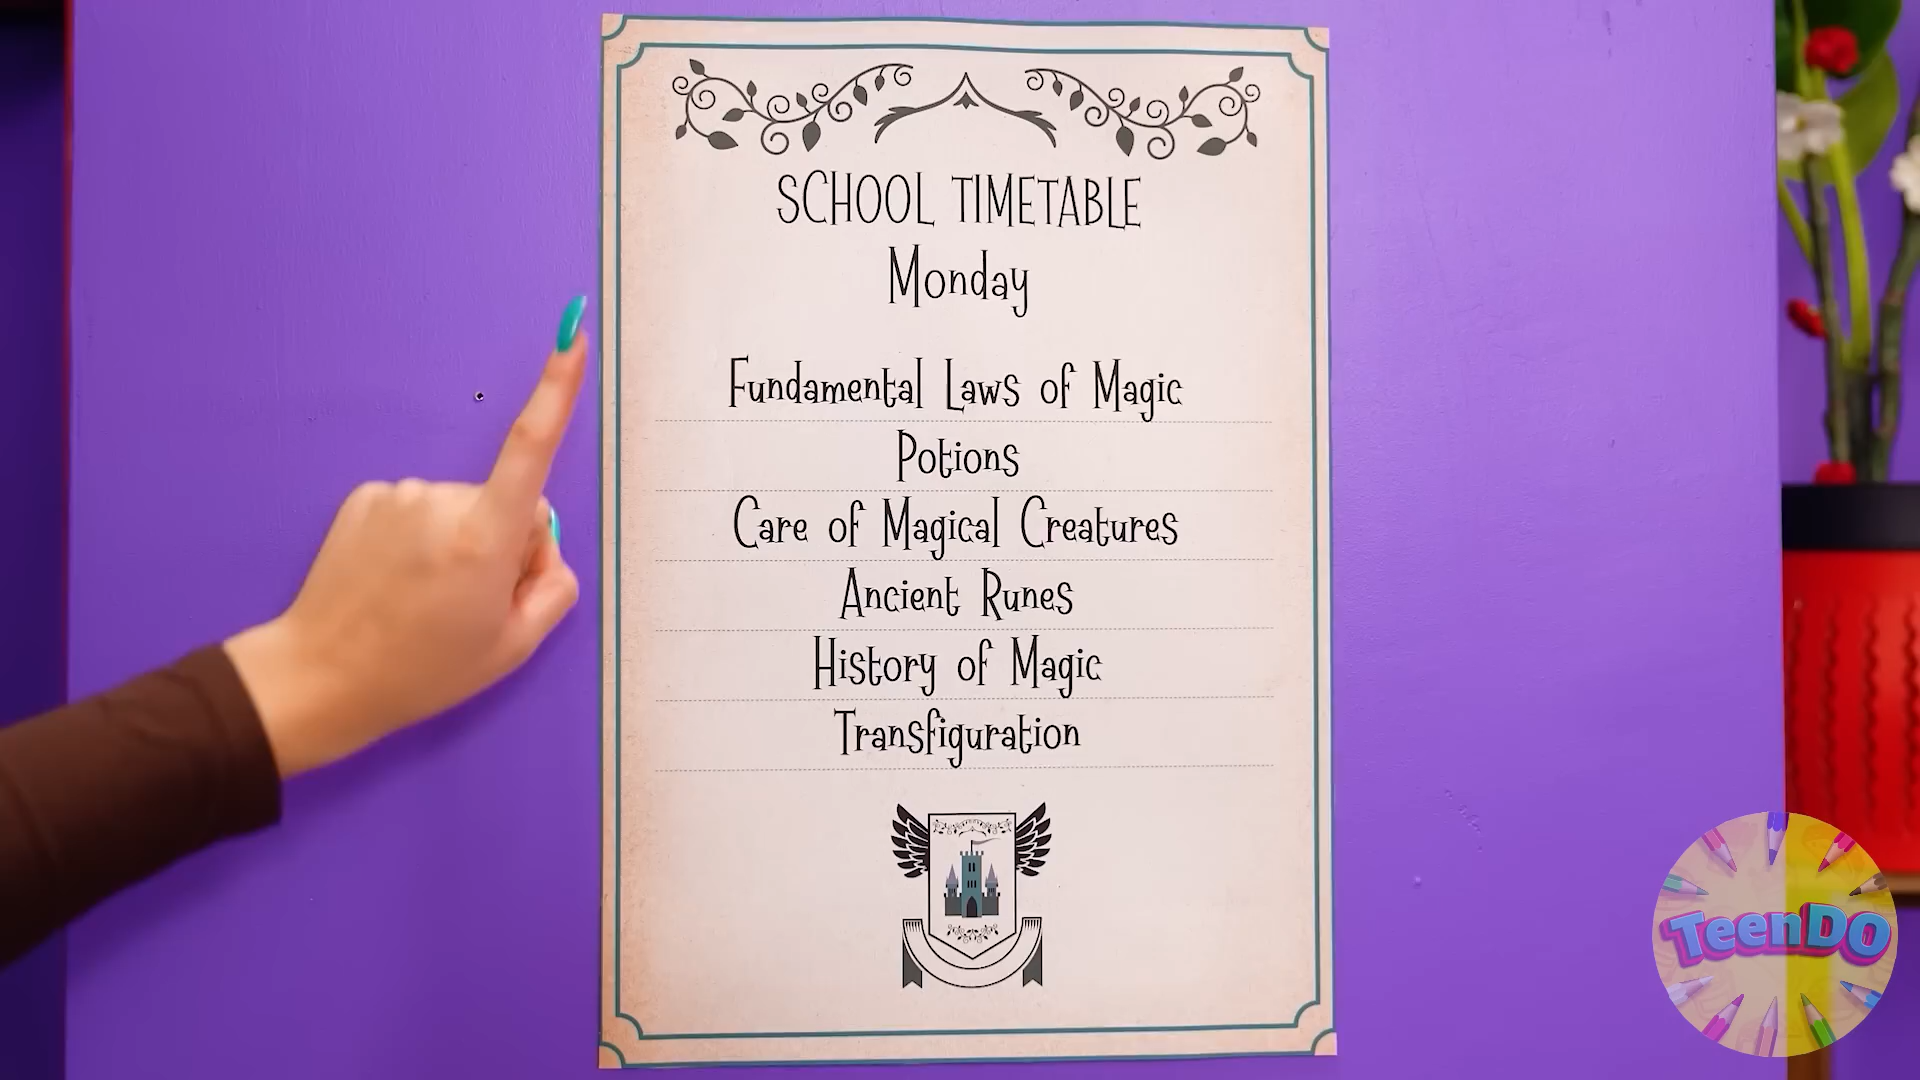 SCHOOL TIMETABLE
Monday
Fundamental Laws of Magic
Potions
Care of Magical Creatures
Ancient Runes
History of Magic
Transfiguration
TeenDO